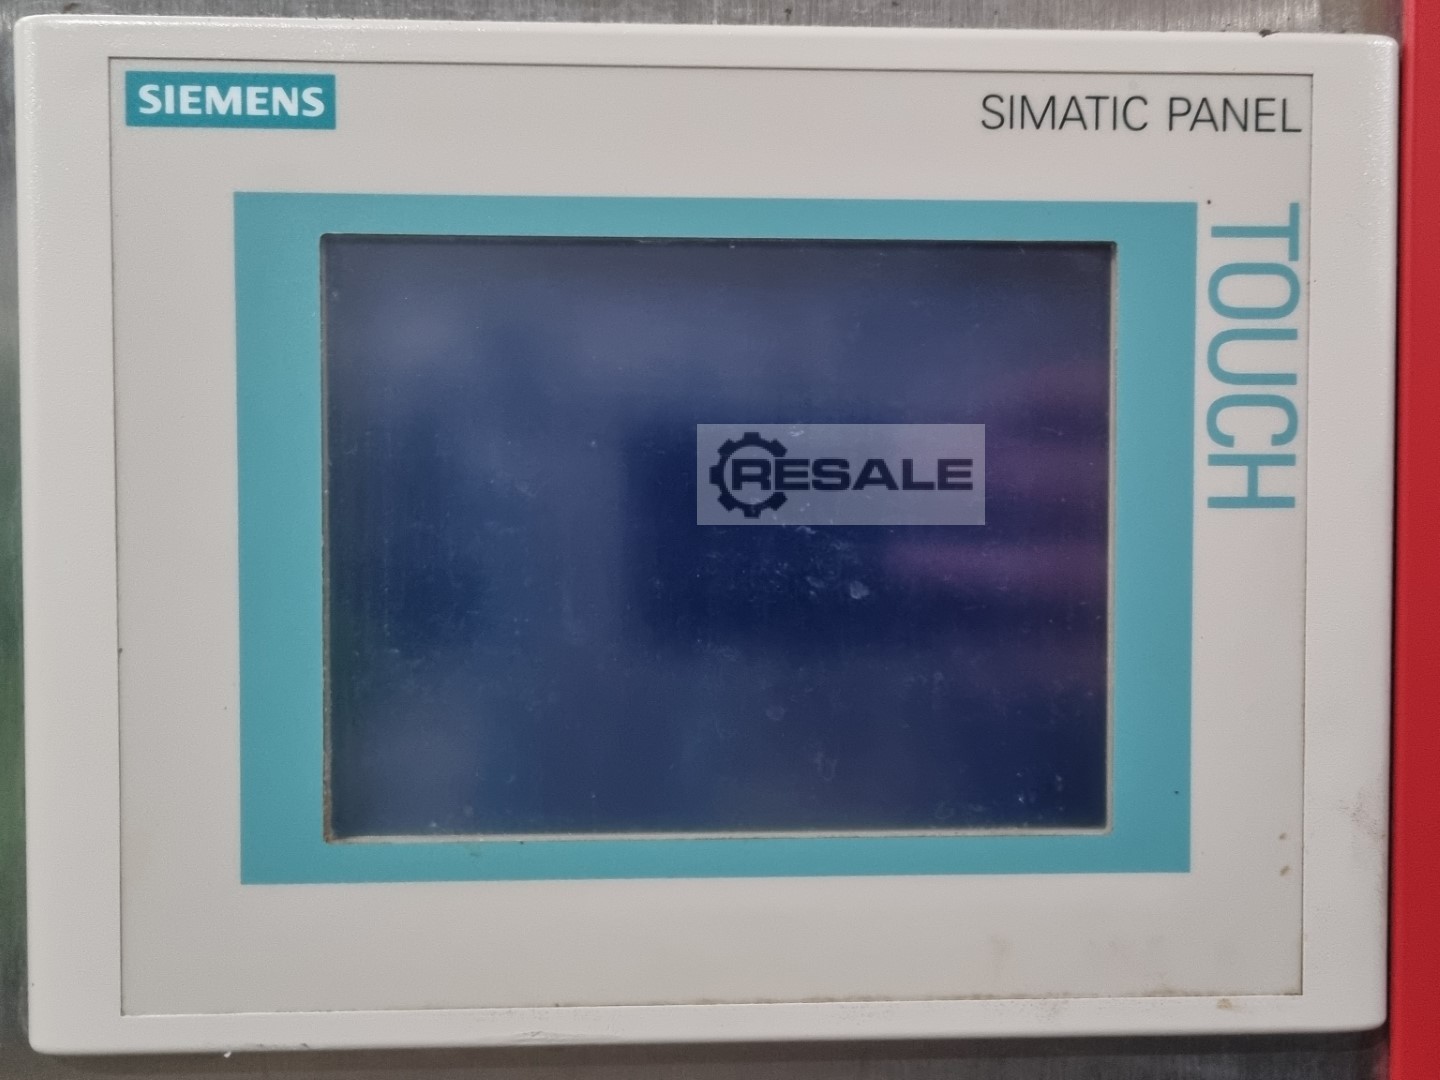 SIEMENS
SIMATIC PANEL
TOUCH
RESALE